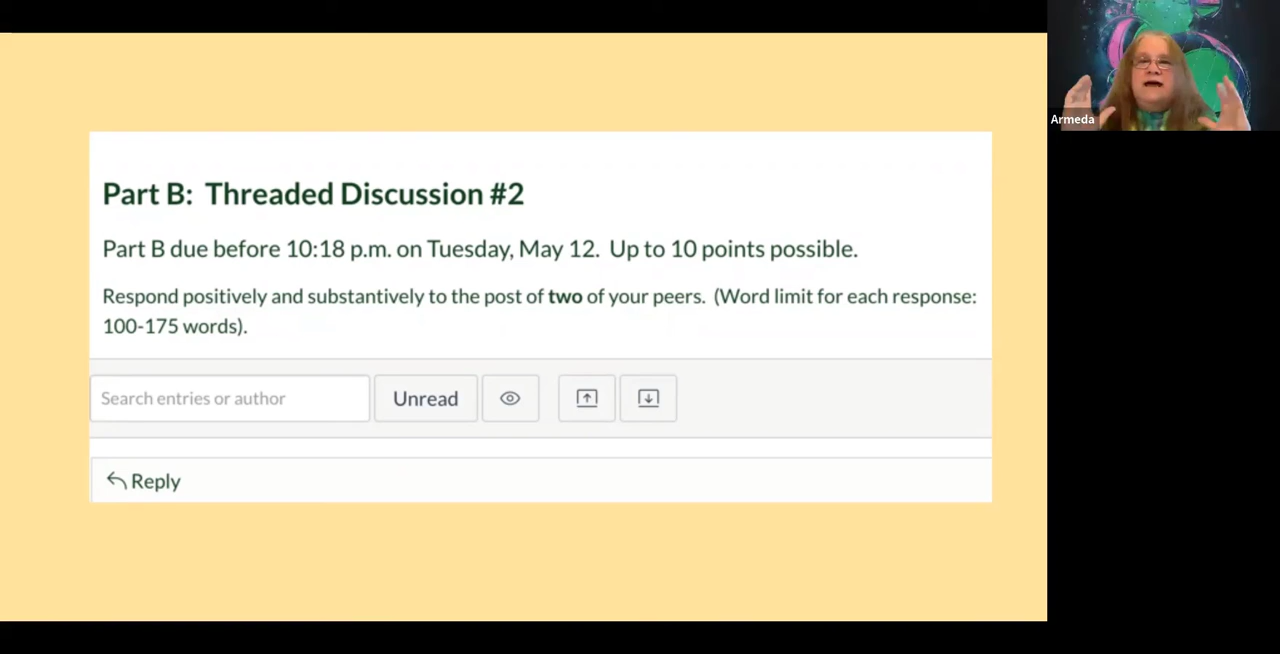 Armeda
Part B:  Threaded Discussion #2
Part B due before 10:18 p.m. on Tuesday, May 12.  Up to 10 points possible.
Respond positively and substantively to the post of two of your peers.  (Word limit for each response:
100-175 words).
Search entries or author
Unread
Reply